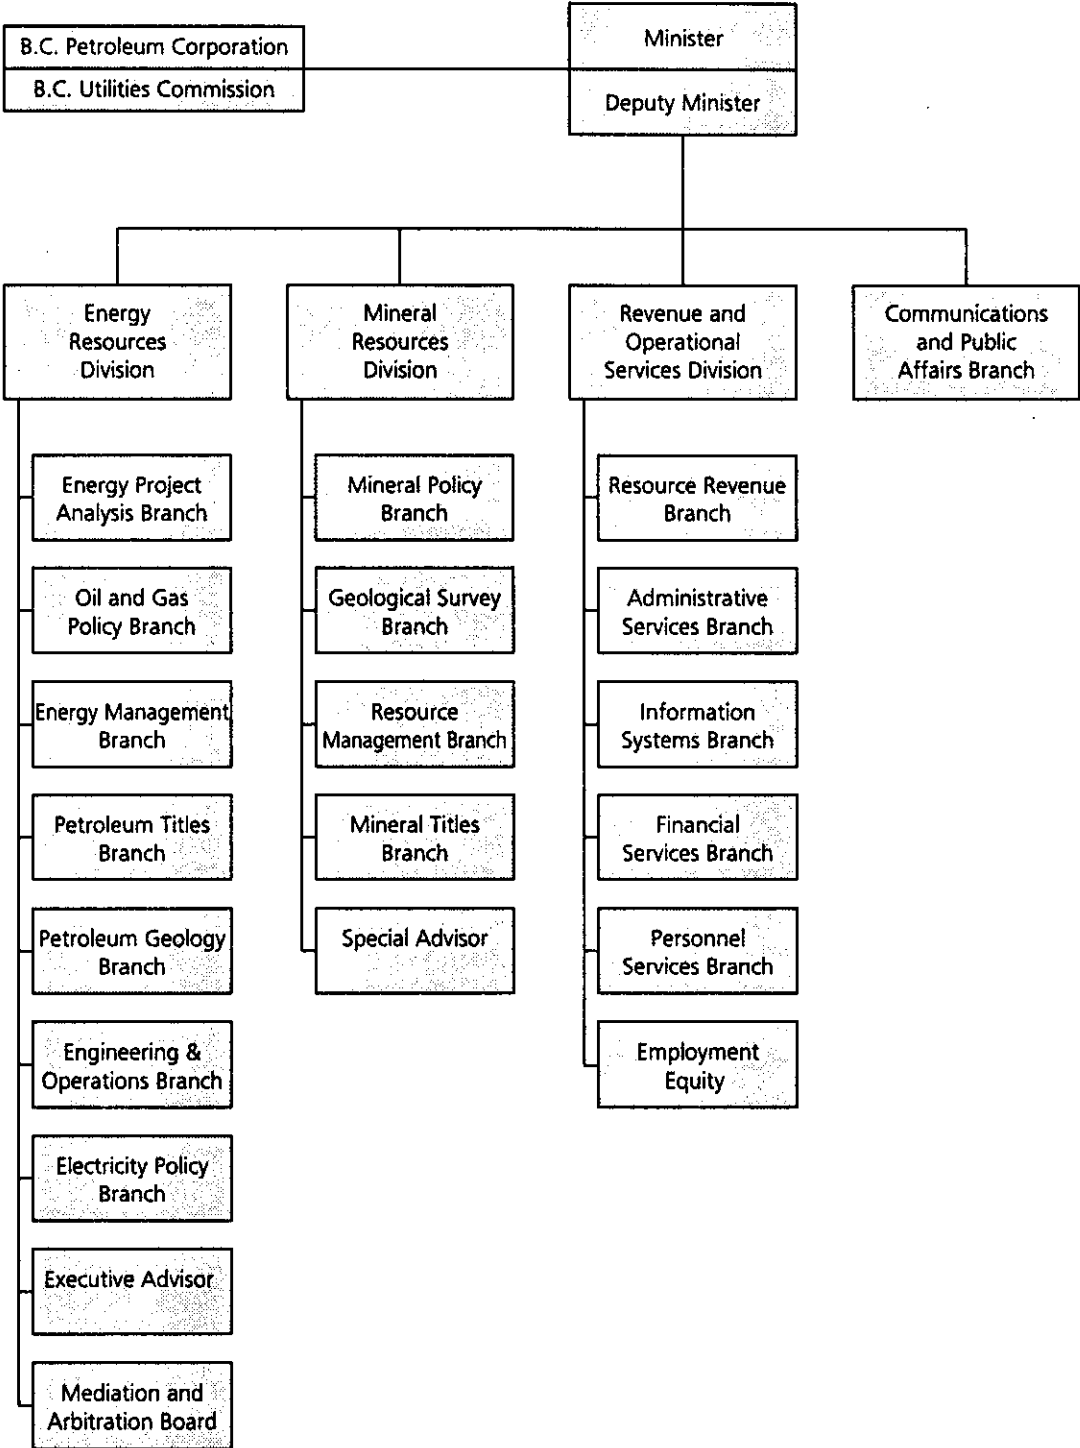 B.C. Petroleum Corporation
B.C. Utilities Commission
Minister
Deputy Minister
Energy
Resources
Division
Mineral
Resources
Division
Revenue and
Operational
Services Division
Communications
and Public
Affairs Branch
Energy Project
Analysis Branch
Oil and Gas
Policy Branch
Energy Management
Branch
Petroleum Titles
Branch
Petroleum Geology
Branch
Engineering &
Operations Branch
Electricity Policy
Branch
Executive Advisor
Mediation and
Arbitration Board
Mineral Policy
Branch
Geological Survey
Branch
Resource
Management Branch
Mineral Titles
Branch
Special Advisor
Resource Revenue
Branch
Administrative
Services Branch
Information
Systems Branch
Financial
Services Branch
Personnel
Services Branch
Employment
Equity